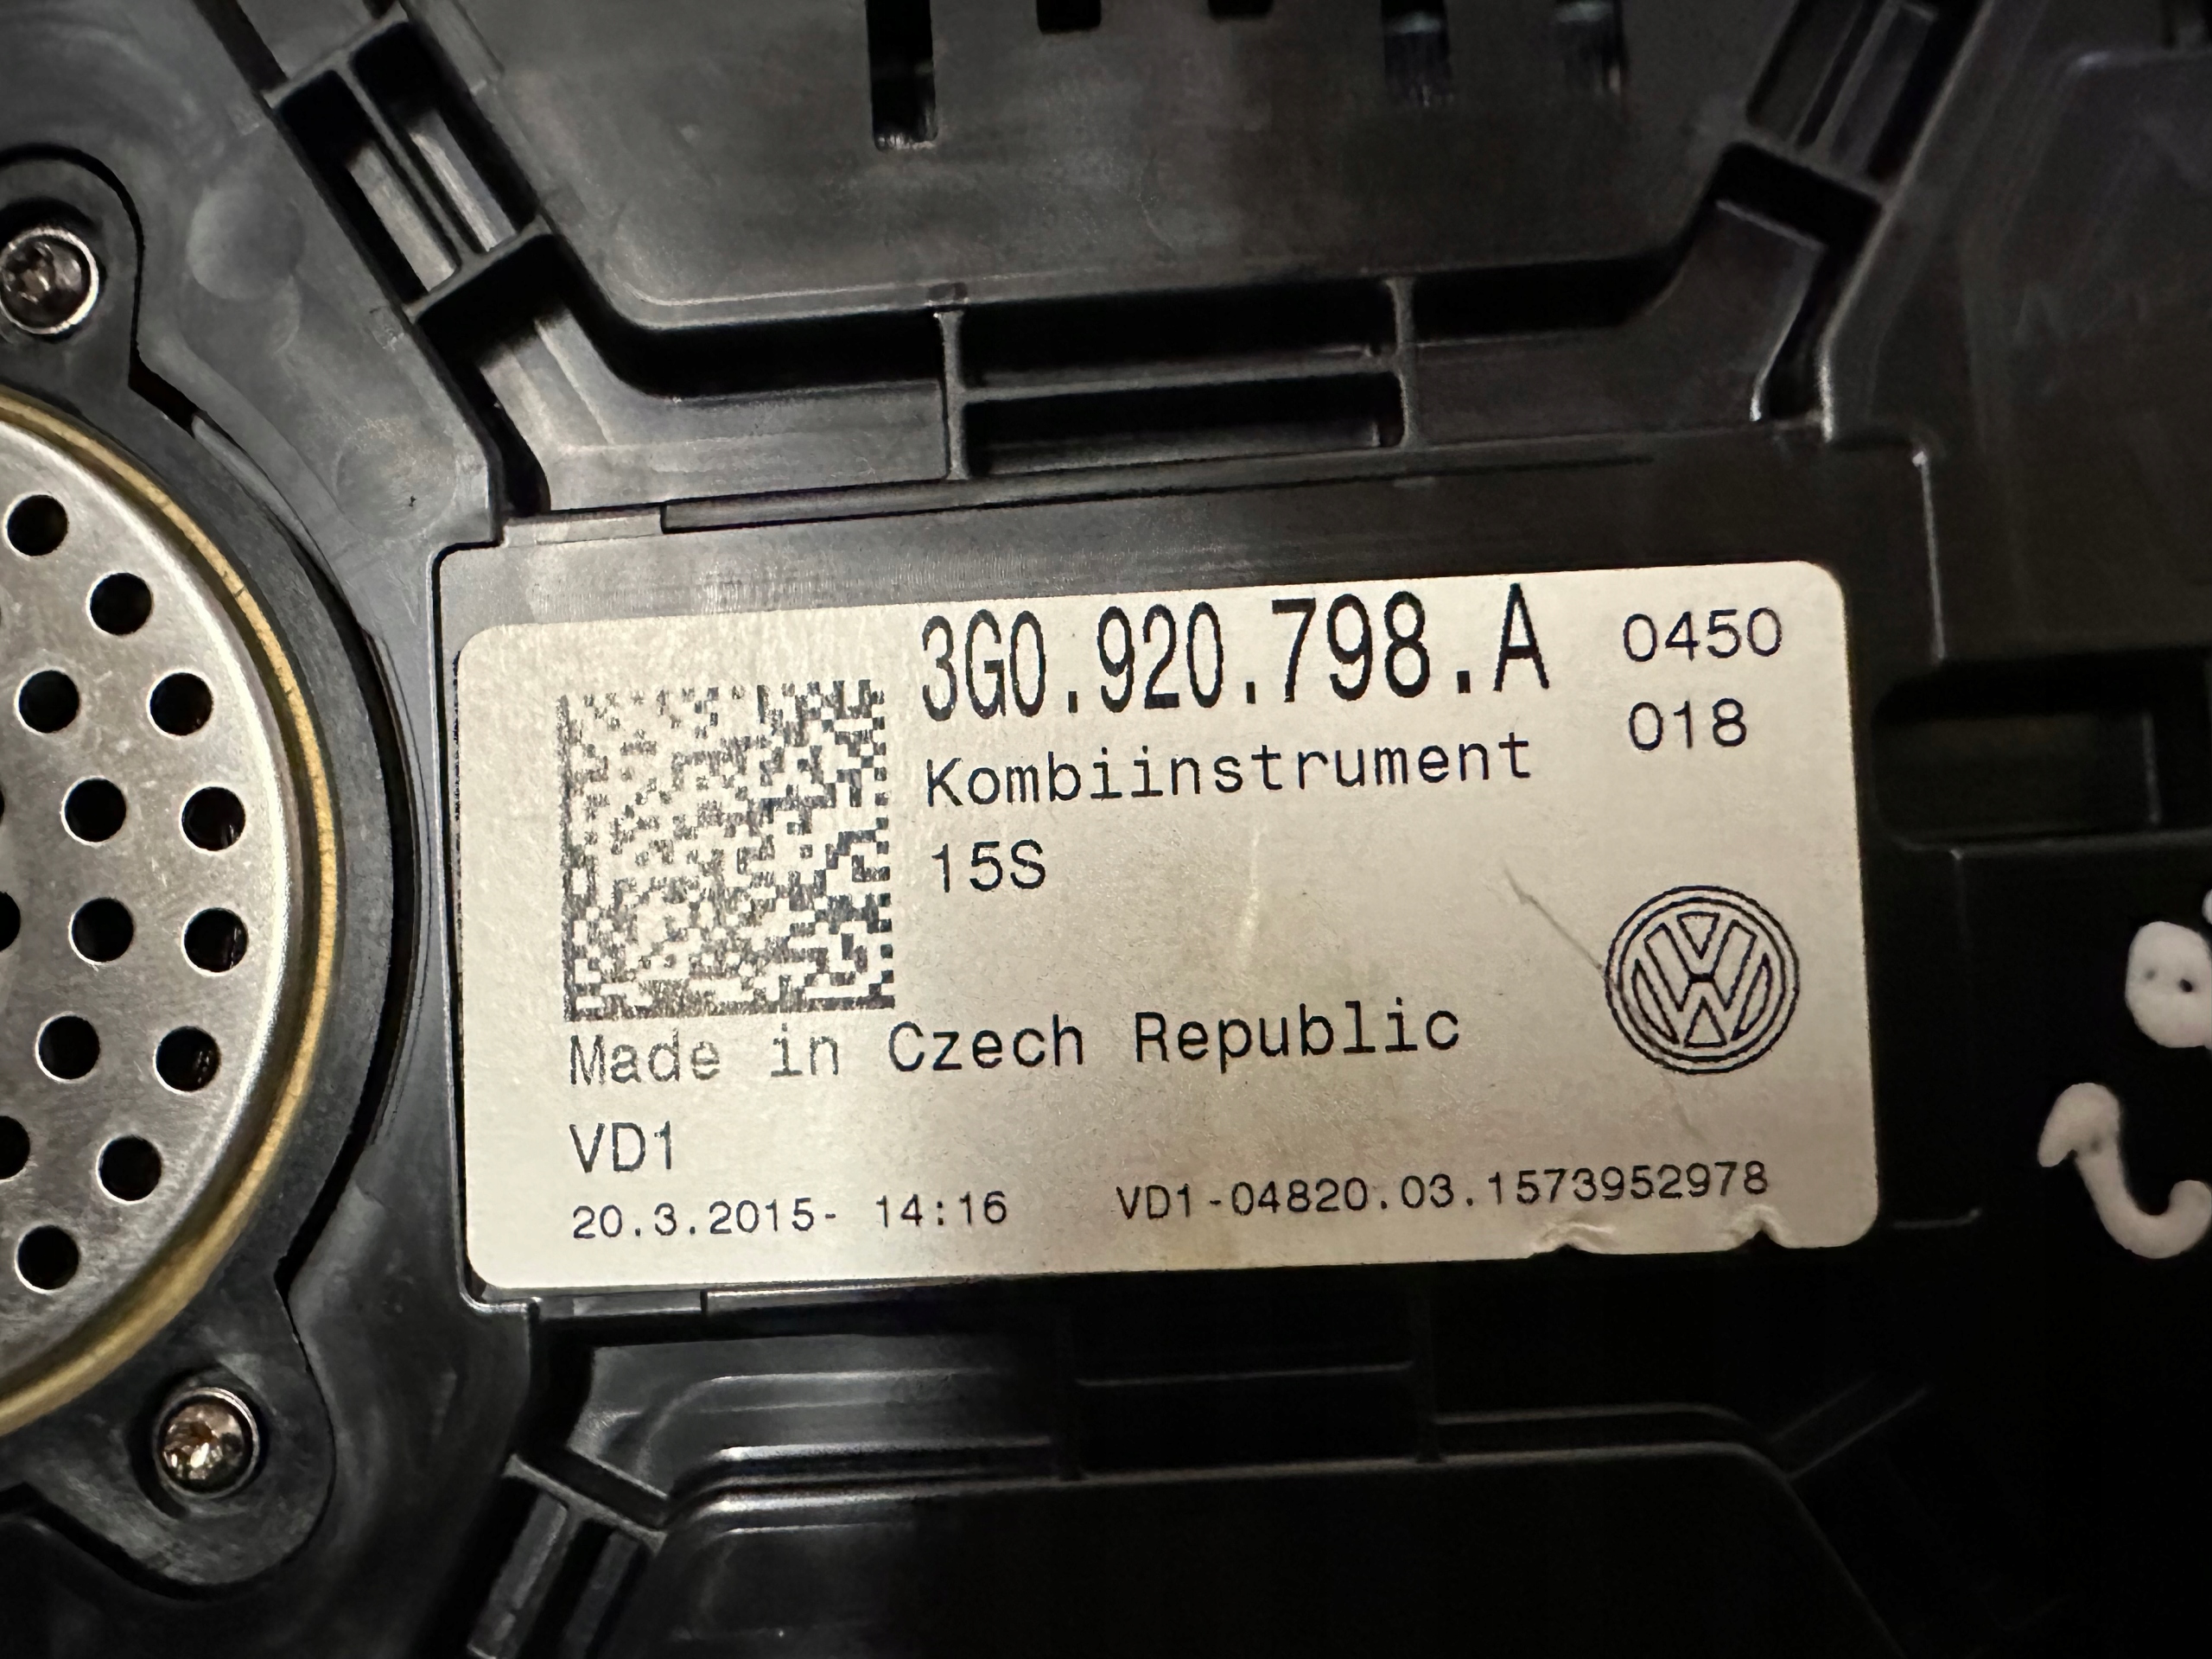 3G0.920.798.A 0450
018
Kombiinstrument
15S
Made in Czech Republic
VD1
20.3.2015- 14:16 VD1-04820.03.1573952978